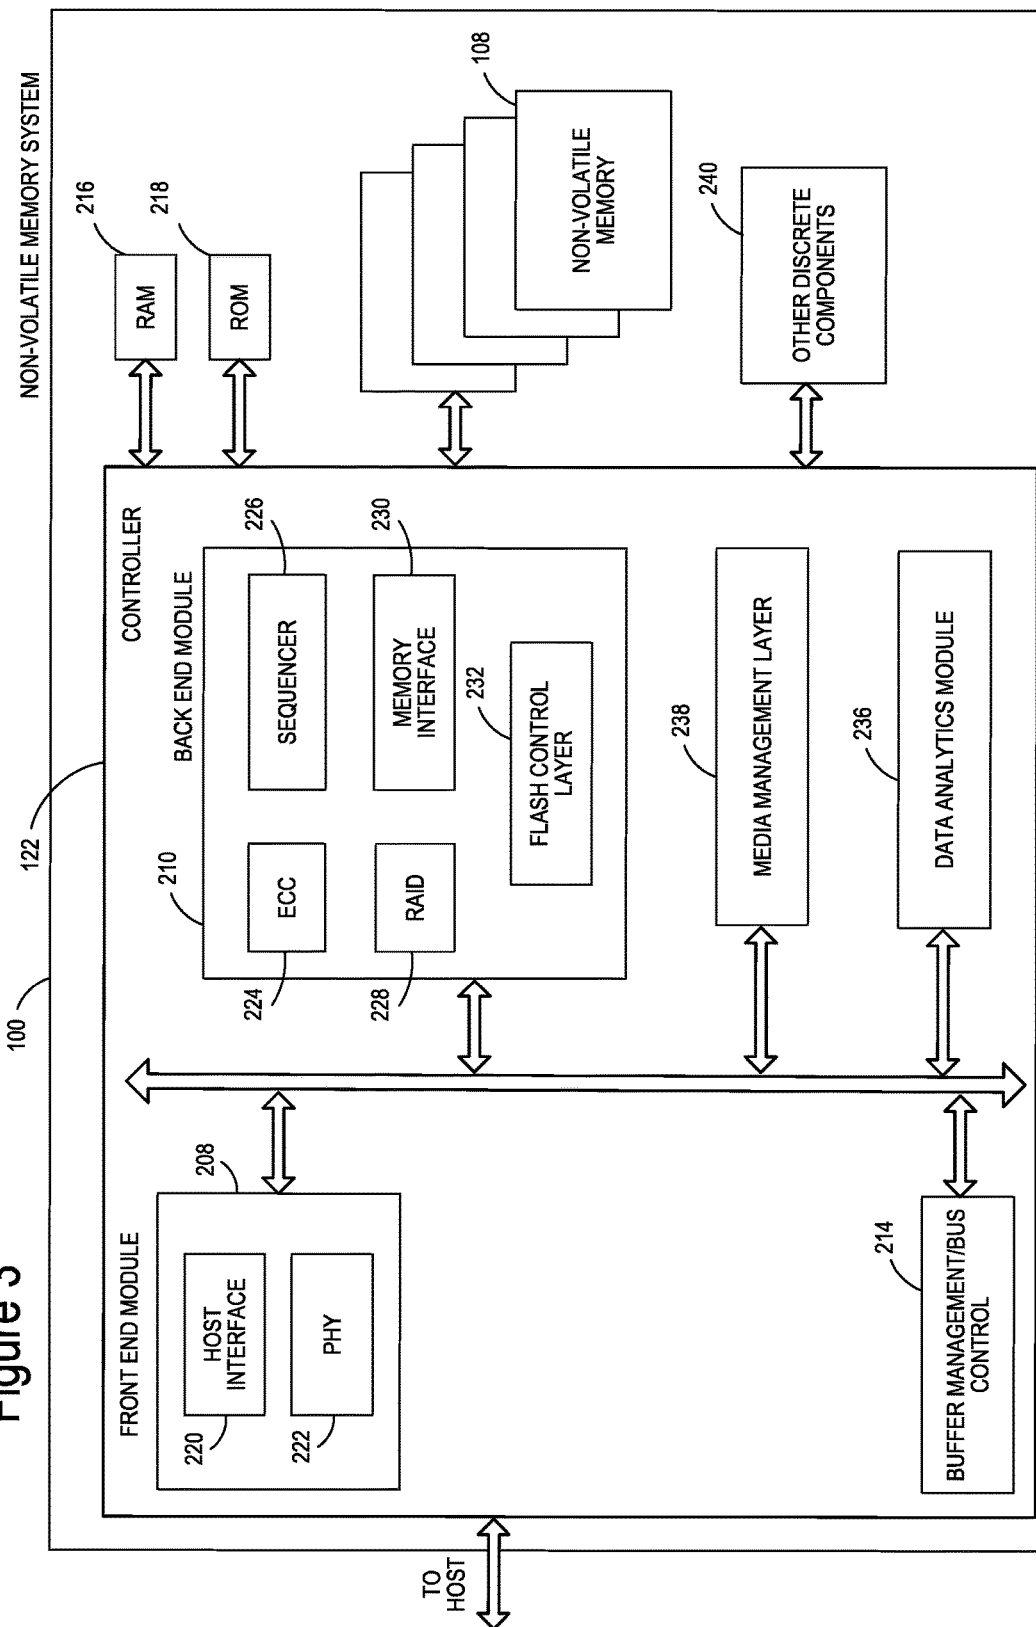 Figure 3
NON-VOLATILE MEMORY SYSTEM
100
122
CONTROLLER
FRONT END MODULE
208
HOST
INTERFACE
220
PHY
222
BACK END MODULE
210
ECC
224
SEQUENCER
226
RAID
228
MEMORY
INTERFACE
230
FLASH CONTROL
LAYER
232
MEDIA MANAGEMENT LAYER
238
DATA ANALYTICS MODULE
236
BUFFER MANAGEMENT/BUS
CONTROL
214
TO
HOST
RAM
216
ROM
218
NON-VOLATILE
MEMORY
108
OTHER DISCRETE
COMPONENTS
240